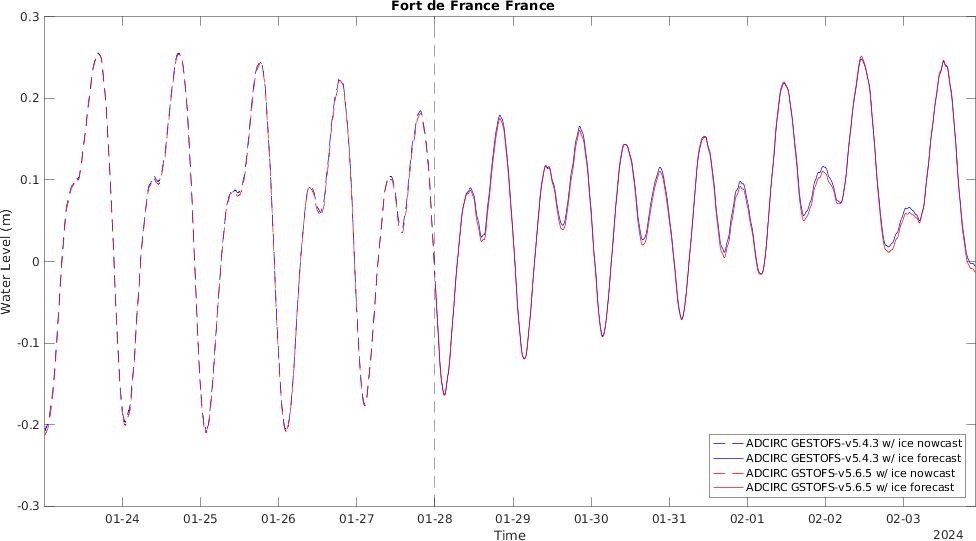 Fort de France France
0.3
0.2
0.1
0
-0.1
-0.2
-0.3
Water Level (m)
01-24 01-25 01-26 01-27 01-28 01-29 01-30 01-31 02-01 02-02 02-03
Time
2024
ADCIRC GESTOFS-v5.4.3 w/ ice nowcast
ADCIRC GESTOFS-v5.4.3 w/ ice forecast
ADCIRC GSTOFS-v5.6.5 w/ ice nowcast
ADCIRC GSTOFS-v5.6.5 w/ ice forecast